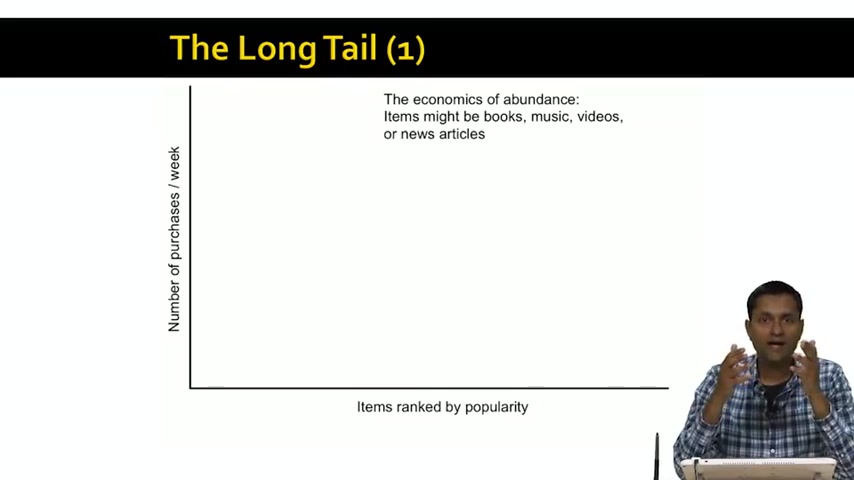 The Long Tail (1)
The economics of abundance:
Items might be books, music, videos,
or news articles
Number of purchases / week
Items ranked by popularity